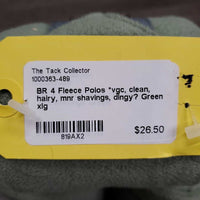 The Tack Collector
1000363-489
BR 4 Fleece Polos *vgc, clean,
hairy, mnr shavings, dingy? Green
xlg
819AX2
$26.50